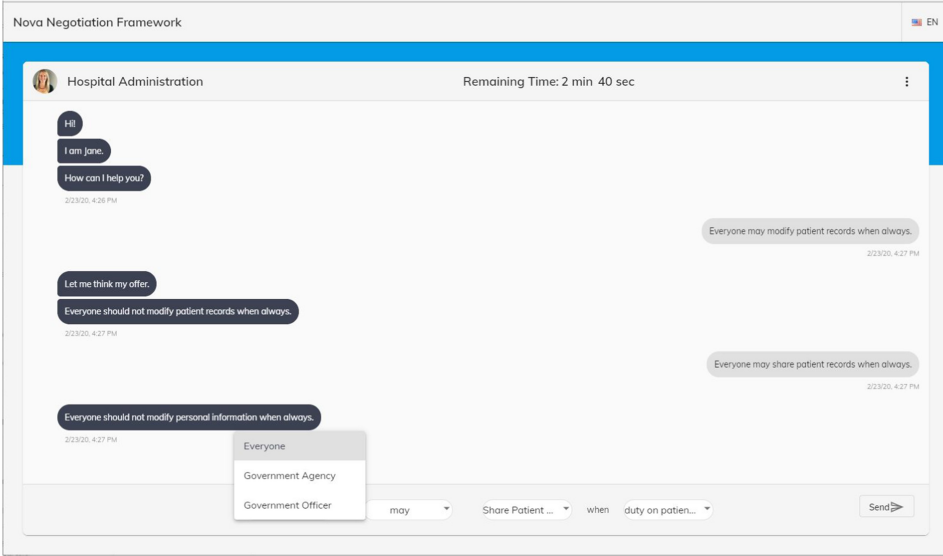 Nova Negotiation Framework
EN
Hospital Administration
Remaining Time: 2 min 40 sec
Hi!
I am Jane.
How can I help you?
2/23/20, 4:26 PM
Everyone may modify patient records when always.
2/23/20, 4:27 PM
Let me think my offer.
Everyone should not modify patient records when always.
2/23/20, 4:27 PM
Everyone may share patient records when always.
2/23/20, 4:27 PM
Everyone should not modify personal information when always.
2/23/20, 4:27 PM
Everyone
Government Agency
Government Officer
may
Share Patient ...
when
duty on patien...
Send